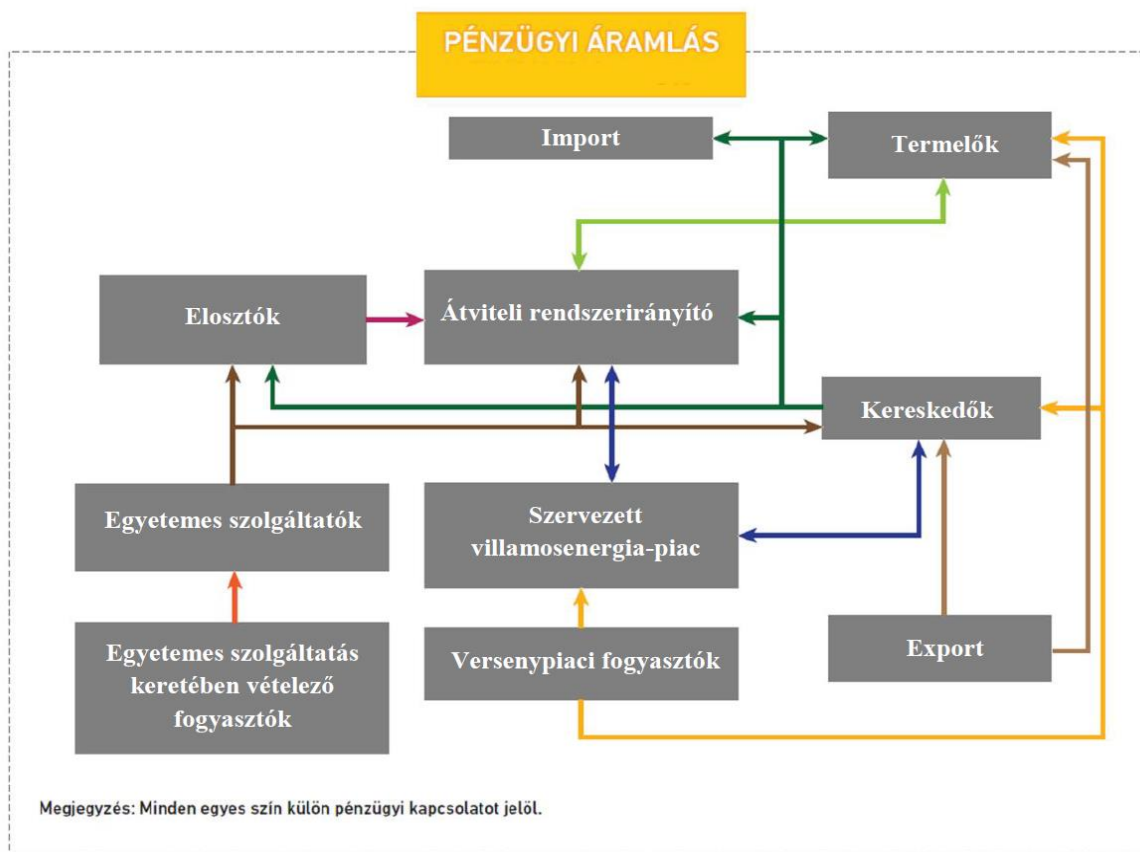 PÉNZÜGYI ÁRAMLÁS
Import
Termelők
Elosztók
Átviteli rendszerirányító
Kereskedők
Egyetemes szolgáltatók
Szervezett
villamosenergia-piac
Egyetemes szolgáltatás
keretében vételező
fogyasztók
Versenypiaci fogyasztók
Export
Megjegyzés: Minden egyes szín külön pénzügyi kapcsolatot jelöl.